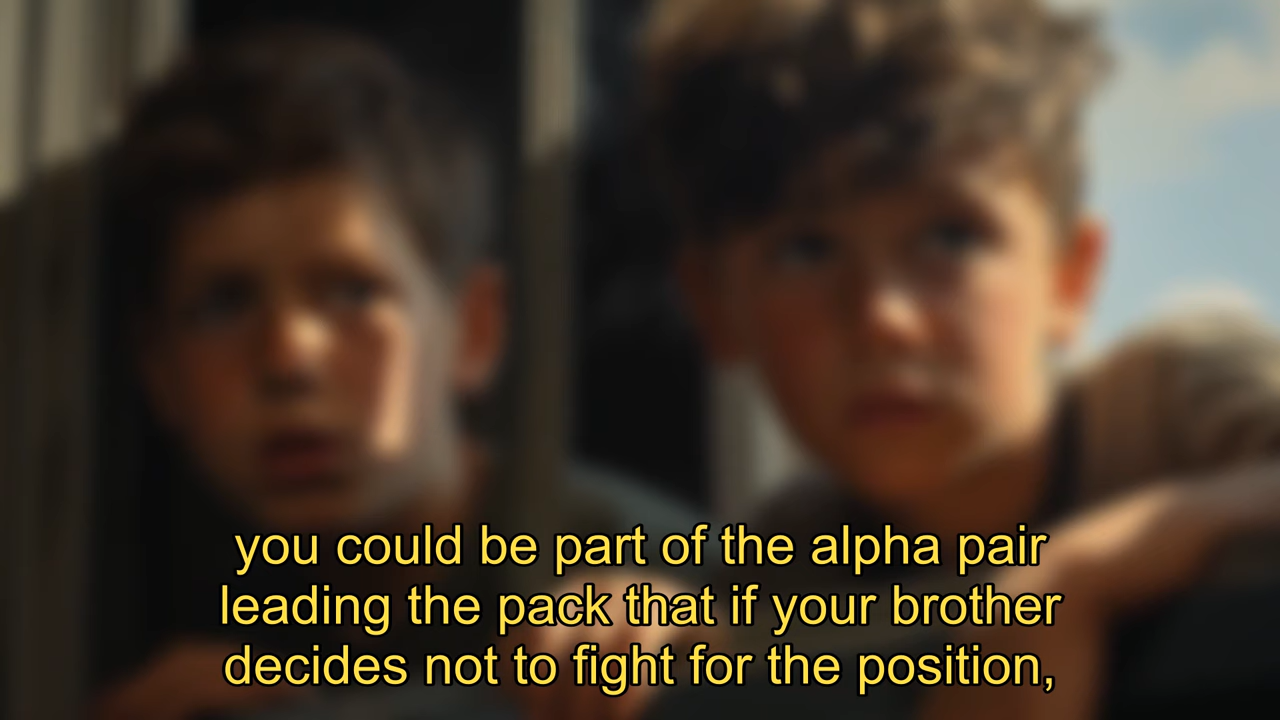 you could be part of the alpha pair
leading the pack that if your brother
decides not to fight for the position,